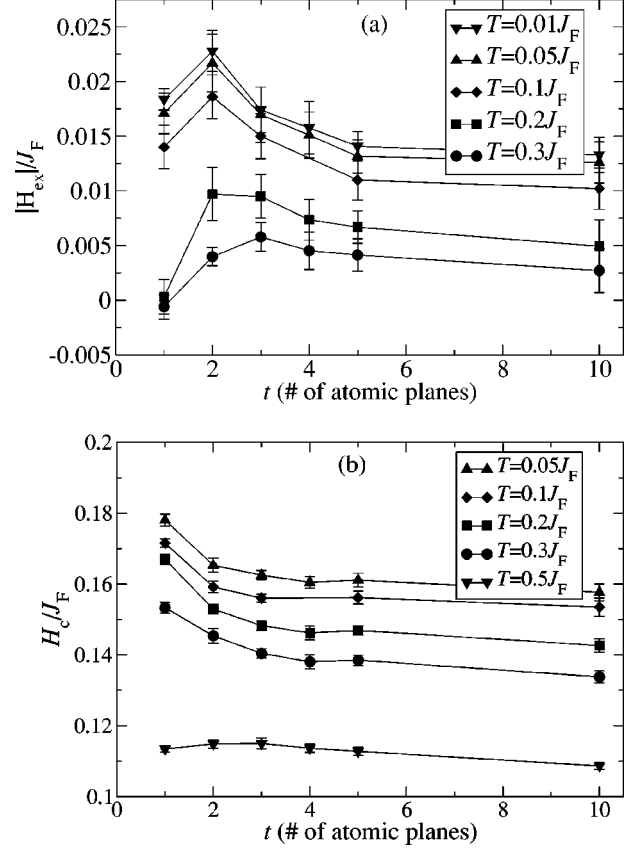 (a)
T=0.01J_F
T=0.05J_F
T=0.1J_F
T=0.2J_F
T=0.3J_F
|H_ex|/J_F
0.025
0.02
0.015
0.01
0.005
0
-0.005
0 2 4 6 8 10
t (# of atomic planes)
(b)
T=0.05J_F
T=0.1J_F
T=0.2J_F
T=0.3J_F
T=0.5J_F
H_c/J_F
0.2
0.18
0.16
0.14
0.12
0.1
0 2 4 6 8 10
t (# of atomic planes)